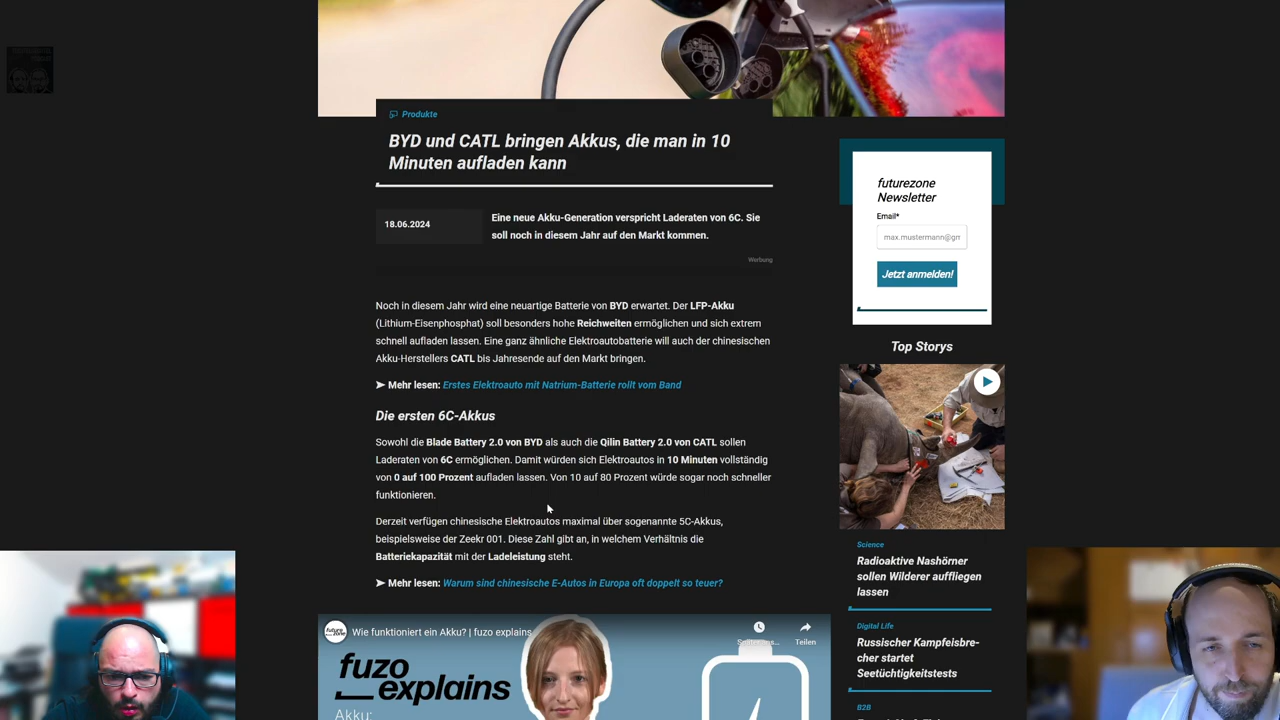 Produkte
BYD und CATL bringen Akkus, die man in 10
Minuten aufladen kann
18.06.2024
Eine neue Akku-Generation verspricht Laderaten von 6C. Sie
soll noch in diesem Jahr auf den Markt kommen.
Werbung
Noch in diesem Jahr wird eine neuartige Batterie von BYD erwartet. Der LFP-Akku
(Lithium-Eisenphosphat) soll besonders hohe Reichweiten ermöglichen und sich extrem
schnell aufladen lassen. Eine ganz ähnliche Elektroautobatterie will auch der chinesischen
Akku-Herstellers CATL bis Jahresende auf den Markt bringen.
➤ Mehr lesen: Erstes Elektroauto mit Natrium-Batterie rollt vom Band
Die ersten 6C-Akkus
Sowohl die Blade Battery 2.0 von BYD als auch die Qilin Battery 2.0 von CATL sollen
Laderaten von 6C ermöglichen. Damit würden sich Elektroautos in 10 Minuten vollständig
von 0 auf 100 Prozent aufladen lassen. Von 10 auf 80 Prozent würde sogar noch schneller
funktionieren.
Derzeit verfügen chinesische Elektroautos maximal über sogenannte 5C-Akkus,
beispielsweise der Zeekr 001. Diese Zahl gibt an, in welchem Verhältnis die
Batteriekapazität mit der Ladeleistung steht.
➤ Mehr lesen: Warum sind chinesische E-Autos in Europa oft doppelt so teuer?
future zone
Wie funktioniert ein Akku? | fuzo explains
Teilen
fuzo
explains
Akku:
futurezone
Newsletter
Email*
max.mustermann@gm
Jetzt anmelden!
Top Storys
Science
Radioaktive Nashörner
sollen Wilderer auffliegen
lassen
Digital Life
Russischer Kampfeisbre-
cher startet
Seetüchtigkeitstests
B2B